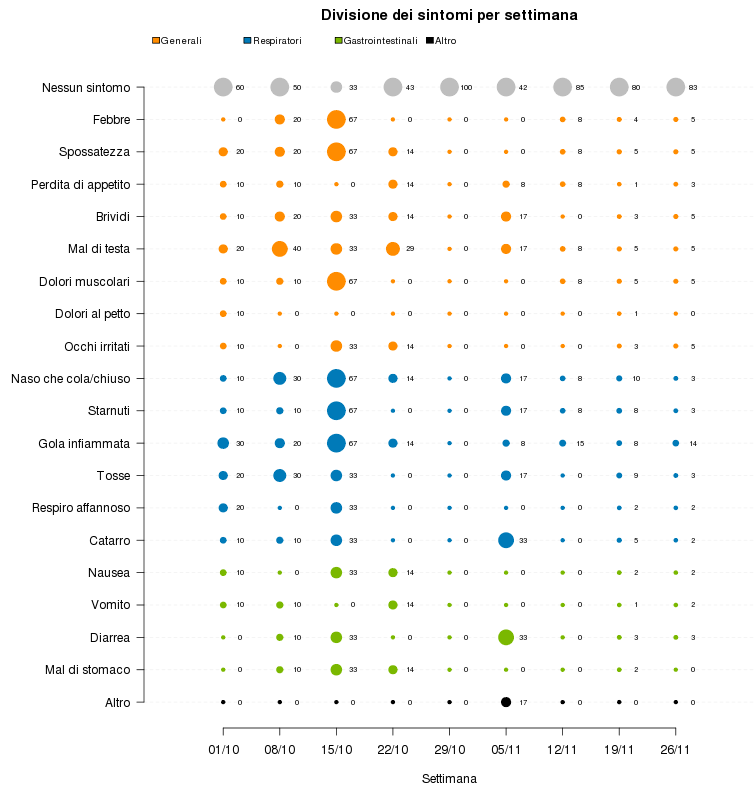 Divisione dei sintomi per settimana
Generali Respiratori Gastrointestinali Altro
Nessun sintomo 60 50 33 43 100 42 85 80 83
Febbre 0 20 67 0 0 0 8 4 5
Spossatezza 20 20 67 14 0 0 8 5 5
Perdita di appetito 10 10 0 14 0 8 8 1 3
Brividi 10 20 33 14 0 17 0 3 5
Mal di testa 20 40 33 29 0 17 8 5 5
Dolori muscolari 10 10 67 0 0 0 8 5 5
Dolori al petto 10 0 0 0 0 0 0 1 0
Occhi irritati 10 0 33 14 0 0 0 3 5
Naso che cola/chiuso 10 30 67 14 0 17 8 10 3
Starnuti 10 10 67 0 0 17 8 8 3
Gola infiammata 30 20 67 14 0 8 15 8 14
Tosse 20 30 33 0 0 17 0 9 3
Respiro affannoso 20 0 33 0 0 0 0 2 2
Catarro 10 10 33 0 0 33 0 5 2
Nausea 10 0 33 14 0 0 0 2 2
Vomito 10 10 0 14 0 0 0 1 2
Diarrea 0 10 33 0 0 33 0 3 3
Mal di stomaco 0 10 33 14 0 0 0 2 0
Altro 0 0 0 0 0 17 0 0 0
01/10 08/10 15/10 22/10 29/10 05/11 12/11 19/11 26/11
Settimana